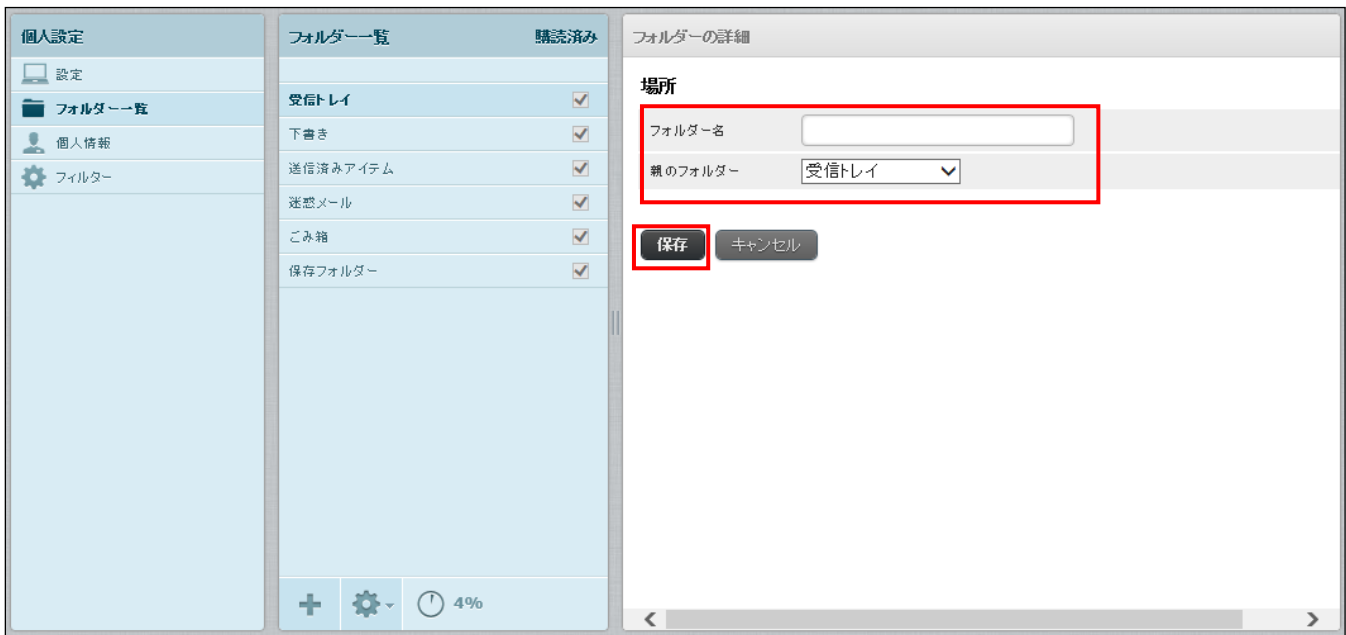 個人設定
設定
フォルダー一覧
個人情報
フィルター
フォルダー一覧 購読済み
受信トレイ
下書き
送信済みアイテム
迷惑メール
ごみ箱
保存フォルダー
4%
フォルダーの詳細
場所
フォルダー名
親のフォルダー 受信トレイ
保存 キャンセル